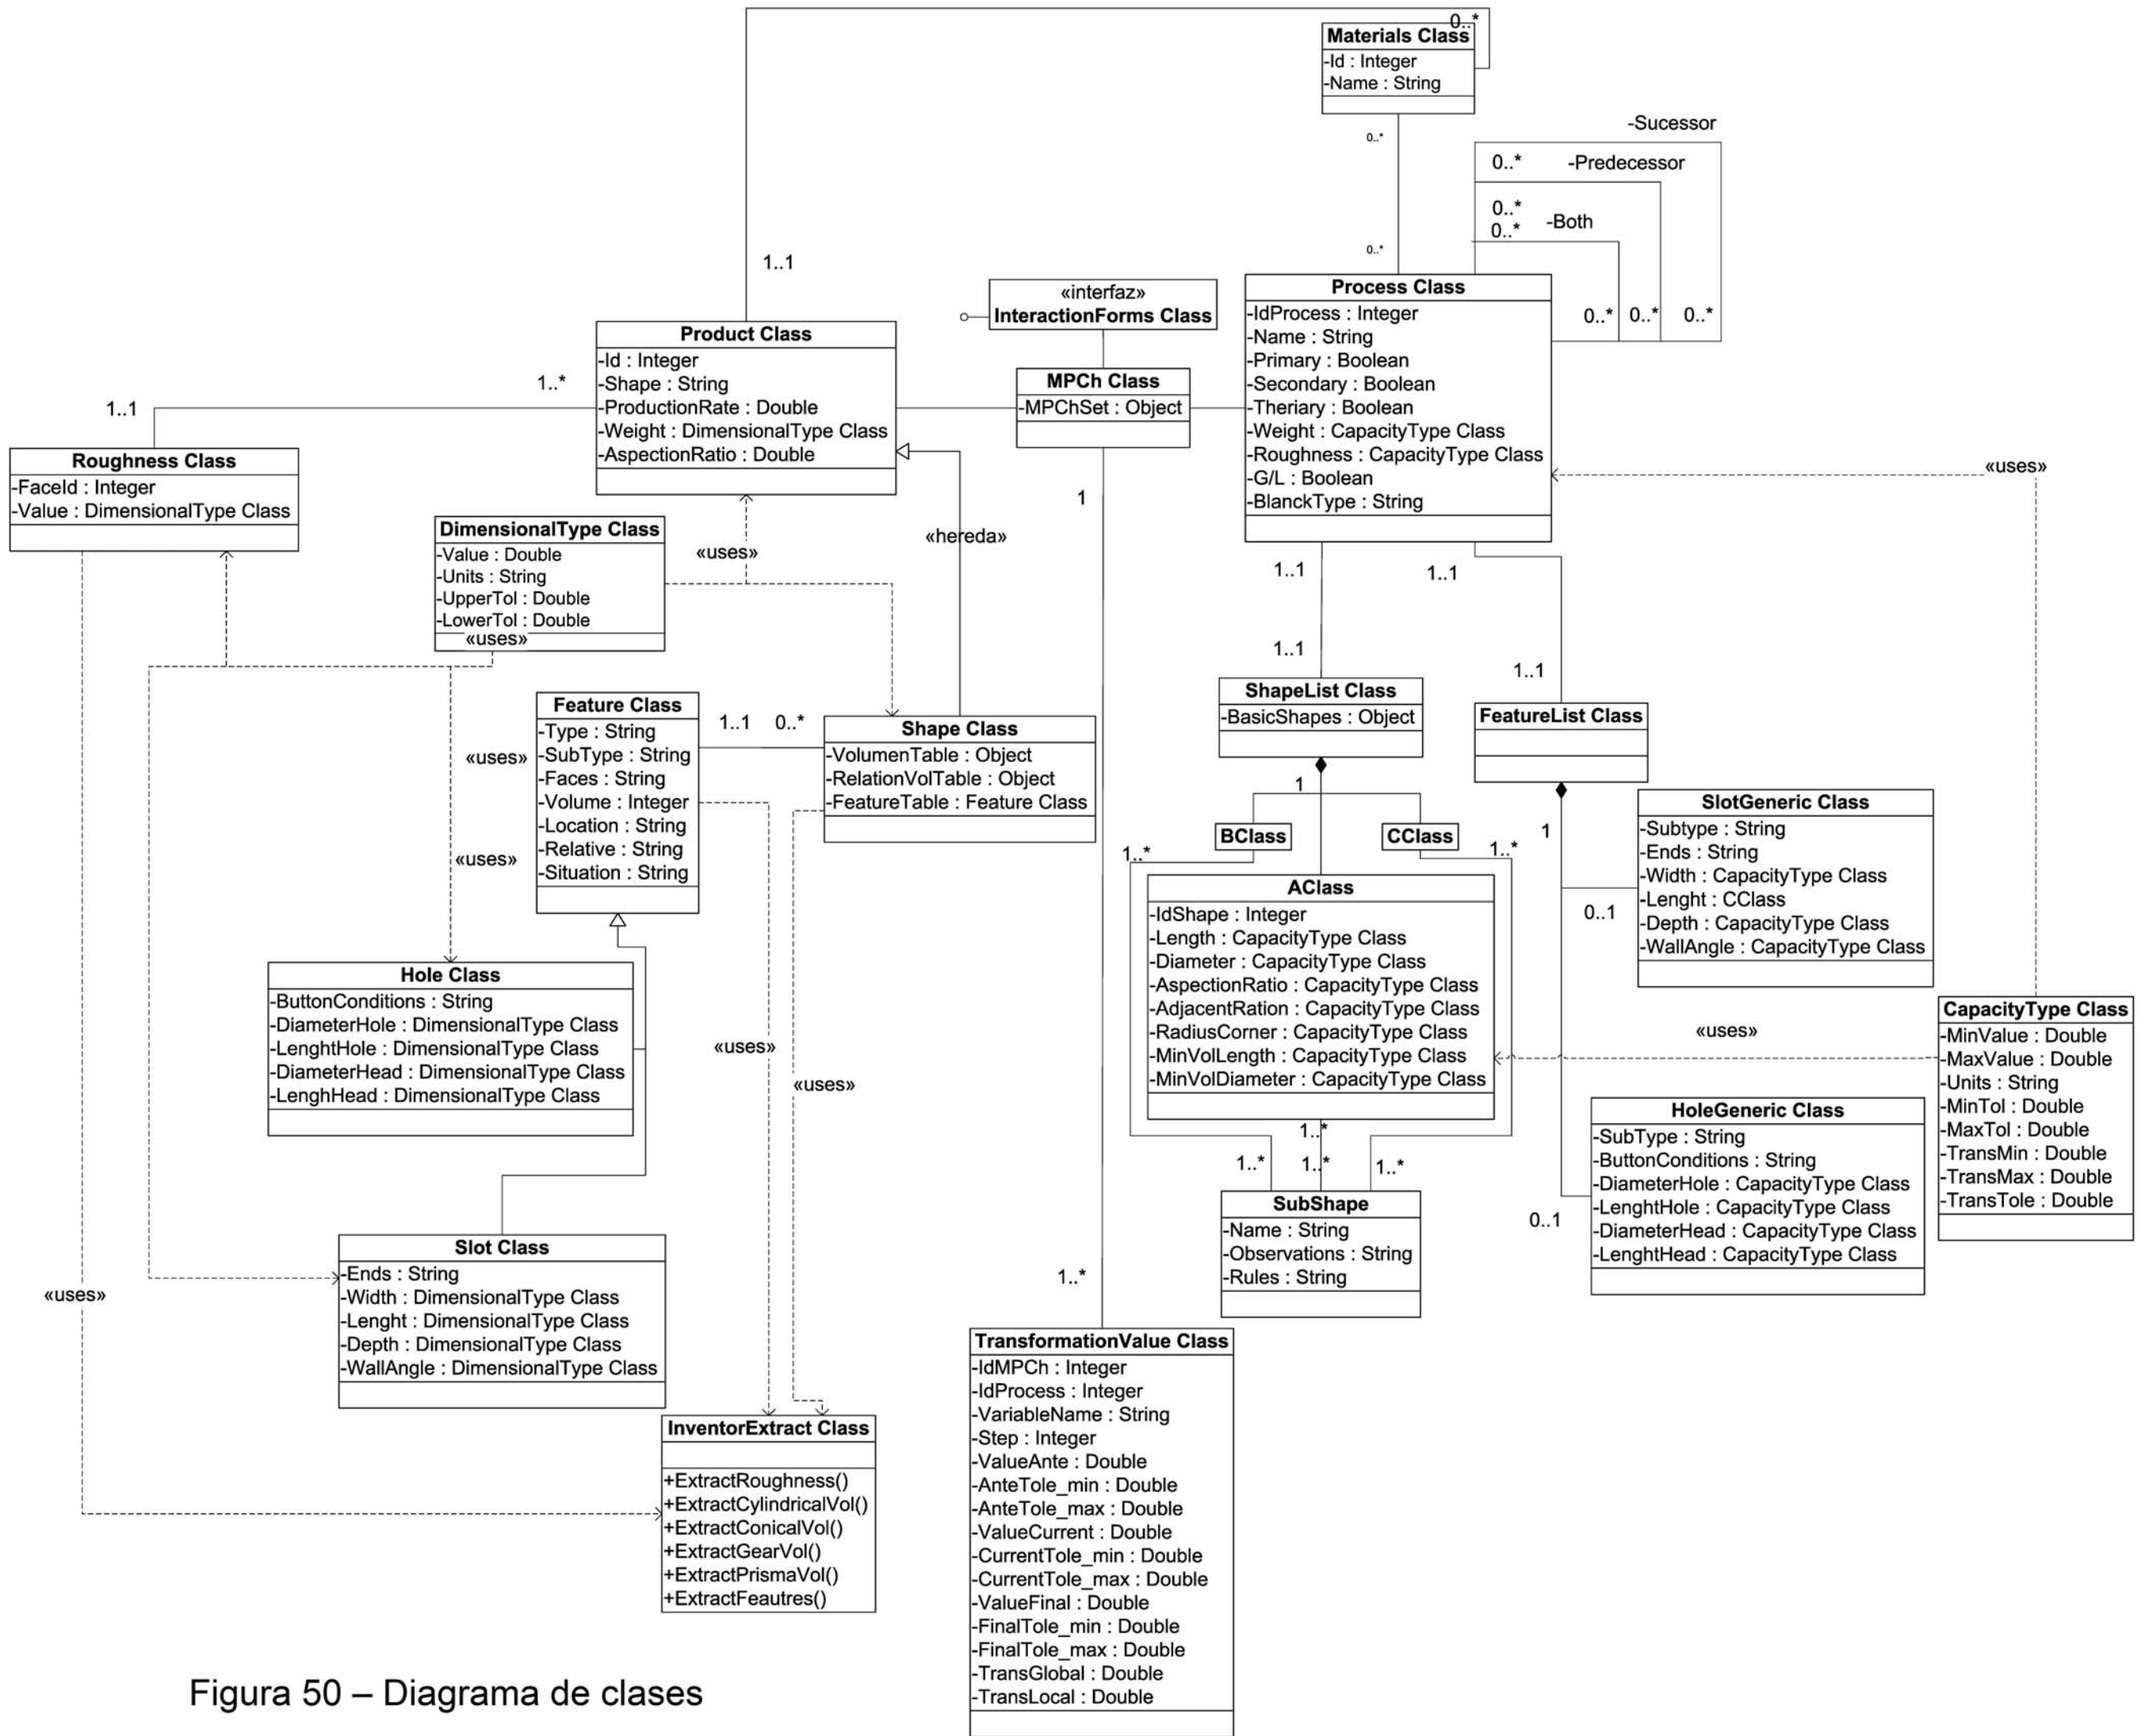 0..*
Materials Class
-Id : Integer
-Name : String
0..*
0..*
-Sucessor
0..*
-Predecessor
0..*
0..*
-Both
0..*
0..*
0..*
1..1
«interfaz»
InteractionForms Class
Process Class
-IdProcess : Integer
-Name : String
-Primary : Boolean
-Secondary : Boolean
-Theriary : Boolean
-Weight : CapacityType Class
-Roughness : CapacityType Class
-G/L : Boolean
-BlanckType : String
Product Class
-Id : Integer
-Shape : String
-ProductionRate : Double
-Weight : DimensionalType Class
-AspectionRatio : Double
MPCh Class
-MPChSet : Object
1..*
1..1
Roughness Class
-FaceId : Integer
-Value : DimensionalType Class
«uses»
1
DimensionalType Class
-Value : Double
-Units : String
-UpperTol : Double
-LowerTol : Double
«uses»
«uses»
«hereda»
1..1
1..1
1..1
1..1
ShapeList Class
-BasicShapes : Object
FeatureList Class
Feature Class
-Type : String
-SubType : String
-Faces : String
-Volume : Integer
-Location : String
-Relative : String
-Situation : String
1..1
0..*
Shape Class
-VolumenTable : Object
-RelationVolTable : Object
-FeatureTable : Feature Class
«uses»
«uses»
1
BClass
CClass
1..*
1..*
1
SlotGeneric Class
-Subtype : String
-Ends : String
-Width : CapacityType Class
-Lenght : CClass
-Depth : CapacityType Class
-WallAngle : CapacityType Class
0..1
AClass
-IdShape : Integer
-Length : CapacityType Class
-Diameter : CapacityType Class
-AspectionRatio : CapacityType Class
-AdjacentRation : CapacityType Class
-RadiusCorner : CapacityType Class
-MinVolLength : CapacityType Class
-MinVolDiameter : CapacityType Class
Hole Class
-ButtonConditions : String
-DiameterHole : DimensionalType Class
-LenghtHole : DimensionalType Class
-DiameterHead : DimensionalType Class
-LenghHead : DimensionalType Class
«uses»
«uses»
«uses»
CapacityType Class
-MinValue : Double
-MaxValue : Double
-Units : String
-MinTol : Double
-MaxTol : Double
-TransMin : Double
-TransMax : Double
-TransTole : Double
HoleGeneric Class
-SubType : String
-ButtonConditions : String
-DiameterHole : CapacityType Class
-LenghtHole : CapacityType Class
-DiameterHead : CapacityType Class
-LenghtHead : CapacityType Class
0..1
1..*
1..*
1..*
1..*
SubShape
-Name : String
-Observations : String
-Rules : String
Slot Class
-Ends : String
-Width : DimensionalType Class
-Lenght : DimensionalType Class
-Depth : DimensionalType Class
-WallAngle : DimensionalType Class
«uses»
1..*
TransformationValue Class
-IdMPCh : Integer
-IdProcess : Integer
-VariableName : String
-Step : Integer
-ValueAnte : Double
-AnteTole_min : Double
-AnteTole_max : Double
-ValueCurrent : Double
-CurrentTole_min : Double
-CurrentTole_max : Double
-ValueFinal : Double
-FinalTole_min : Double
-FinalTole_max : Double
-TransGlobal : Double
-TransLocal : Double
InventorExtract Class
+ExtractRoughness()
+ExtractCylindricalVol()
+ExtractConicalVol()
+ExtractGearVol()
+ExtractPrismaVol()
+ExtractFeautres()
Figura 50 – Diagrama de clases